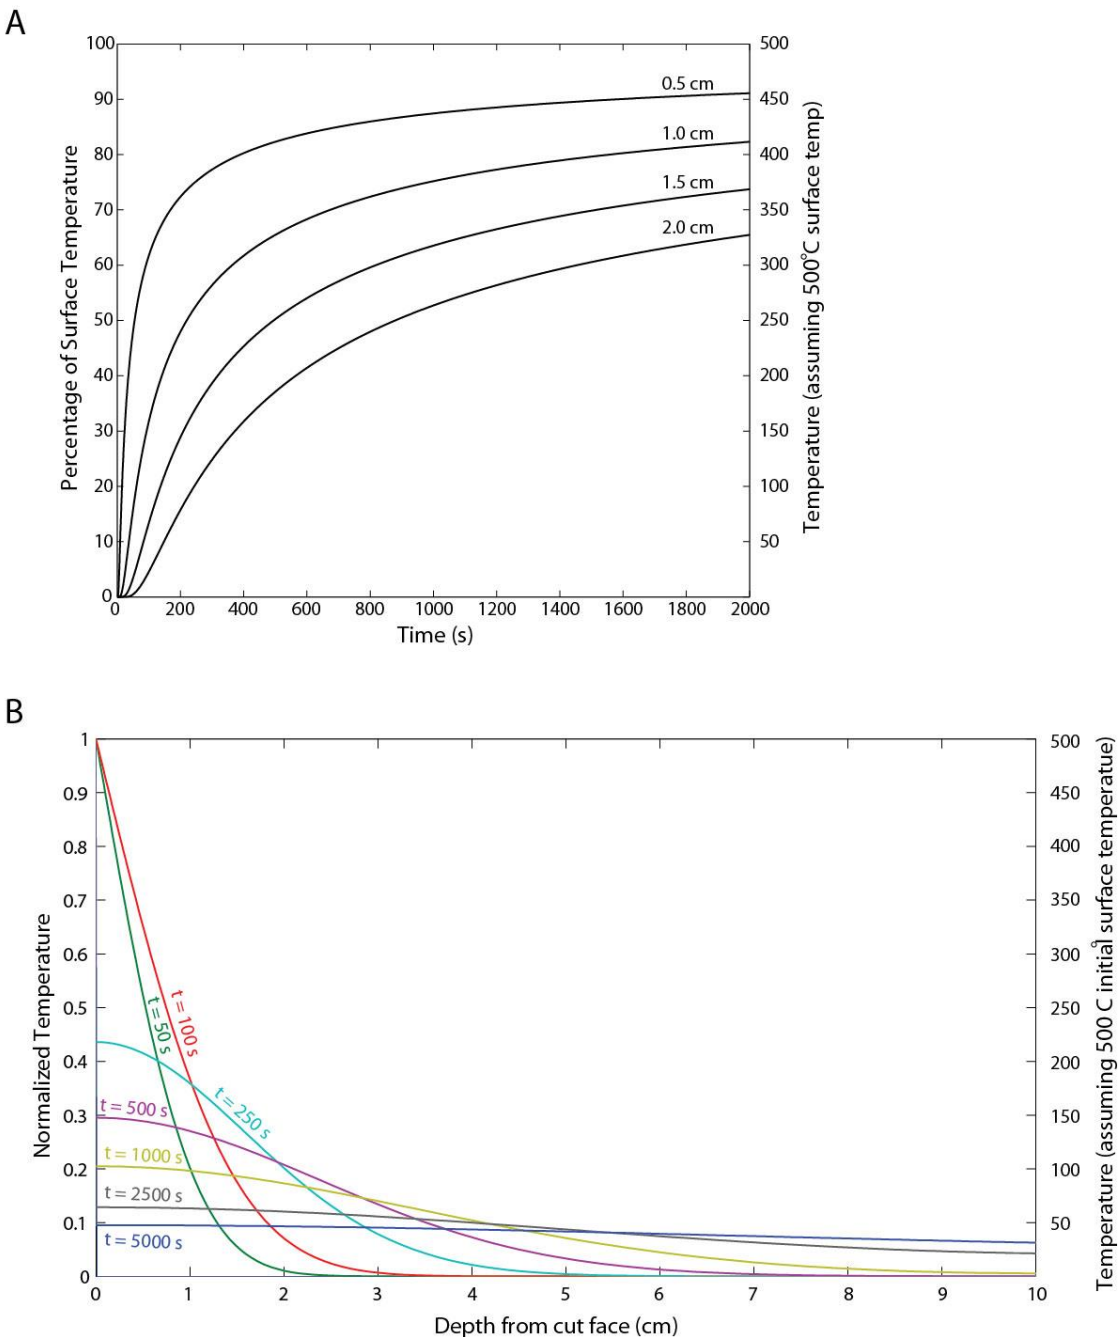 A
100
90
80
70
60
50
40
30
20
10
0
Percentage of Surface Temperature
0.5 cm
1.0 cm
1.5 cm
2.0 cm
500
450
400
350
300
250
200
150
100
50
Temperature (assuming 500°C surface temp)
0 200 400 600 800 1000 1200 1400 1600 1800 2000
Time (s)
B
1
0.9
0.8
0.7
0.6
0.5
0.4
0.3
0.2
0.1
0
Normalized Temperature
t = 50 s
t = 100 s
t = 250 s
t = 500 s
t = 1000 s
t = 2500 s
t = 5000 s
500
450
400
350
300
250
200
150
100
50
Temperature (assuming 500 C initial° surface temperatue)
0 1 2 3 4 5 6 7 8 9 10
Depth from cut face (cm)